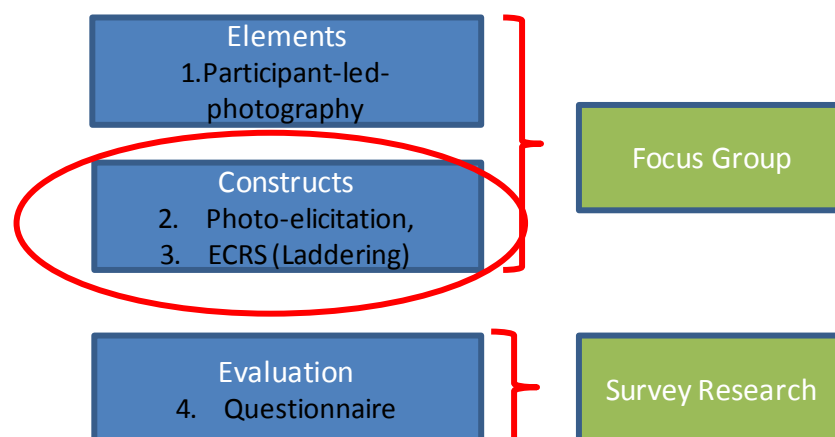 Elements
1.Participant-led-
photography
Constructs
2. Photo-elicitation,
3. ECRS (Laddering)
Focus Group
Evaluation
4. Questionnaire
Survey Research